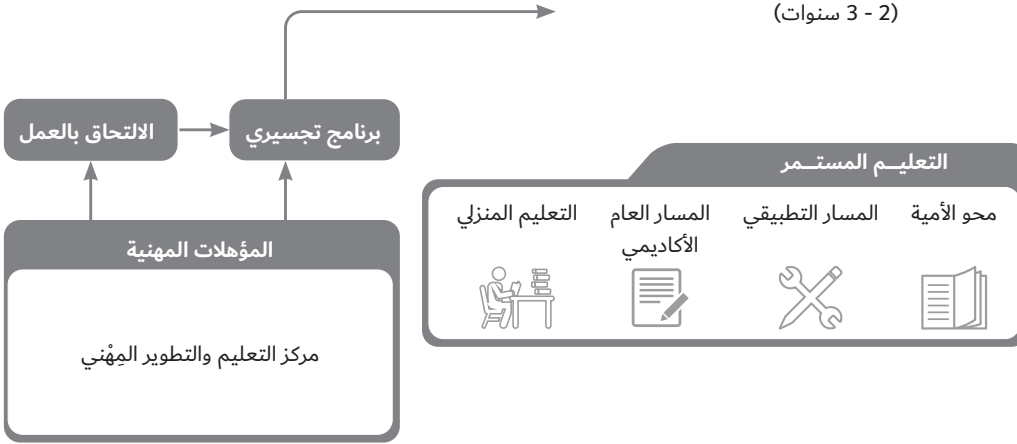 (2 - 3 سنوات)
برنامج تجسيري
الالتحاق بالعمل
التعليــم المستــمر
محو الأمية
المسار التطبيقي
المسار العام
الأكاديمي
التعليم المنزلي
المؤهلات المهنية
مركز التعليم والتطوير المِهْني